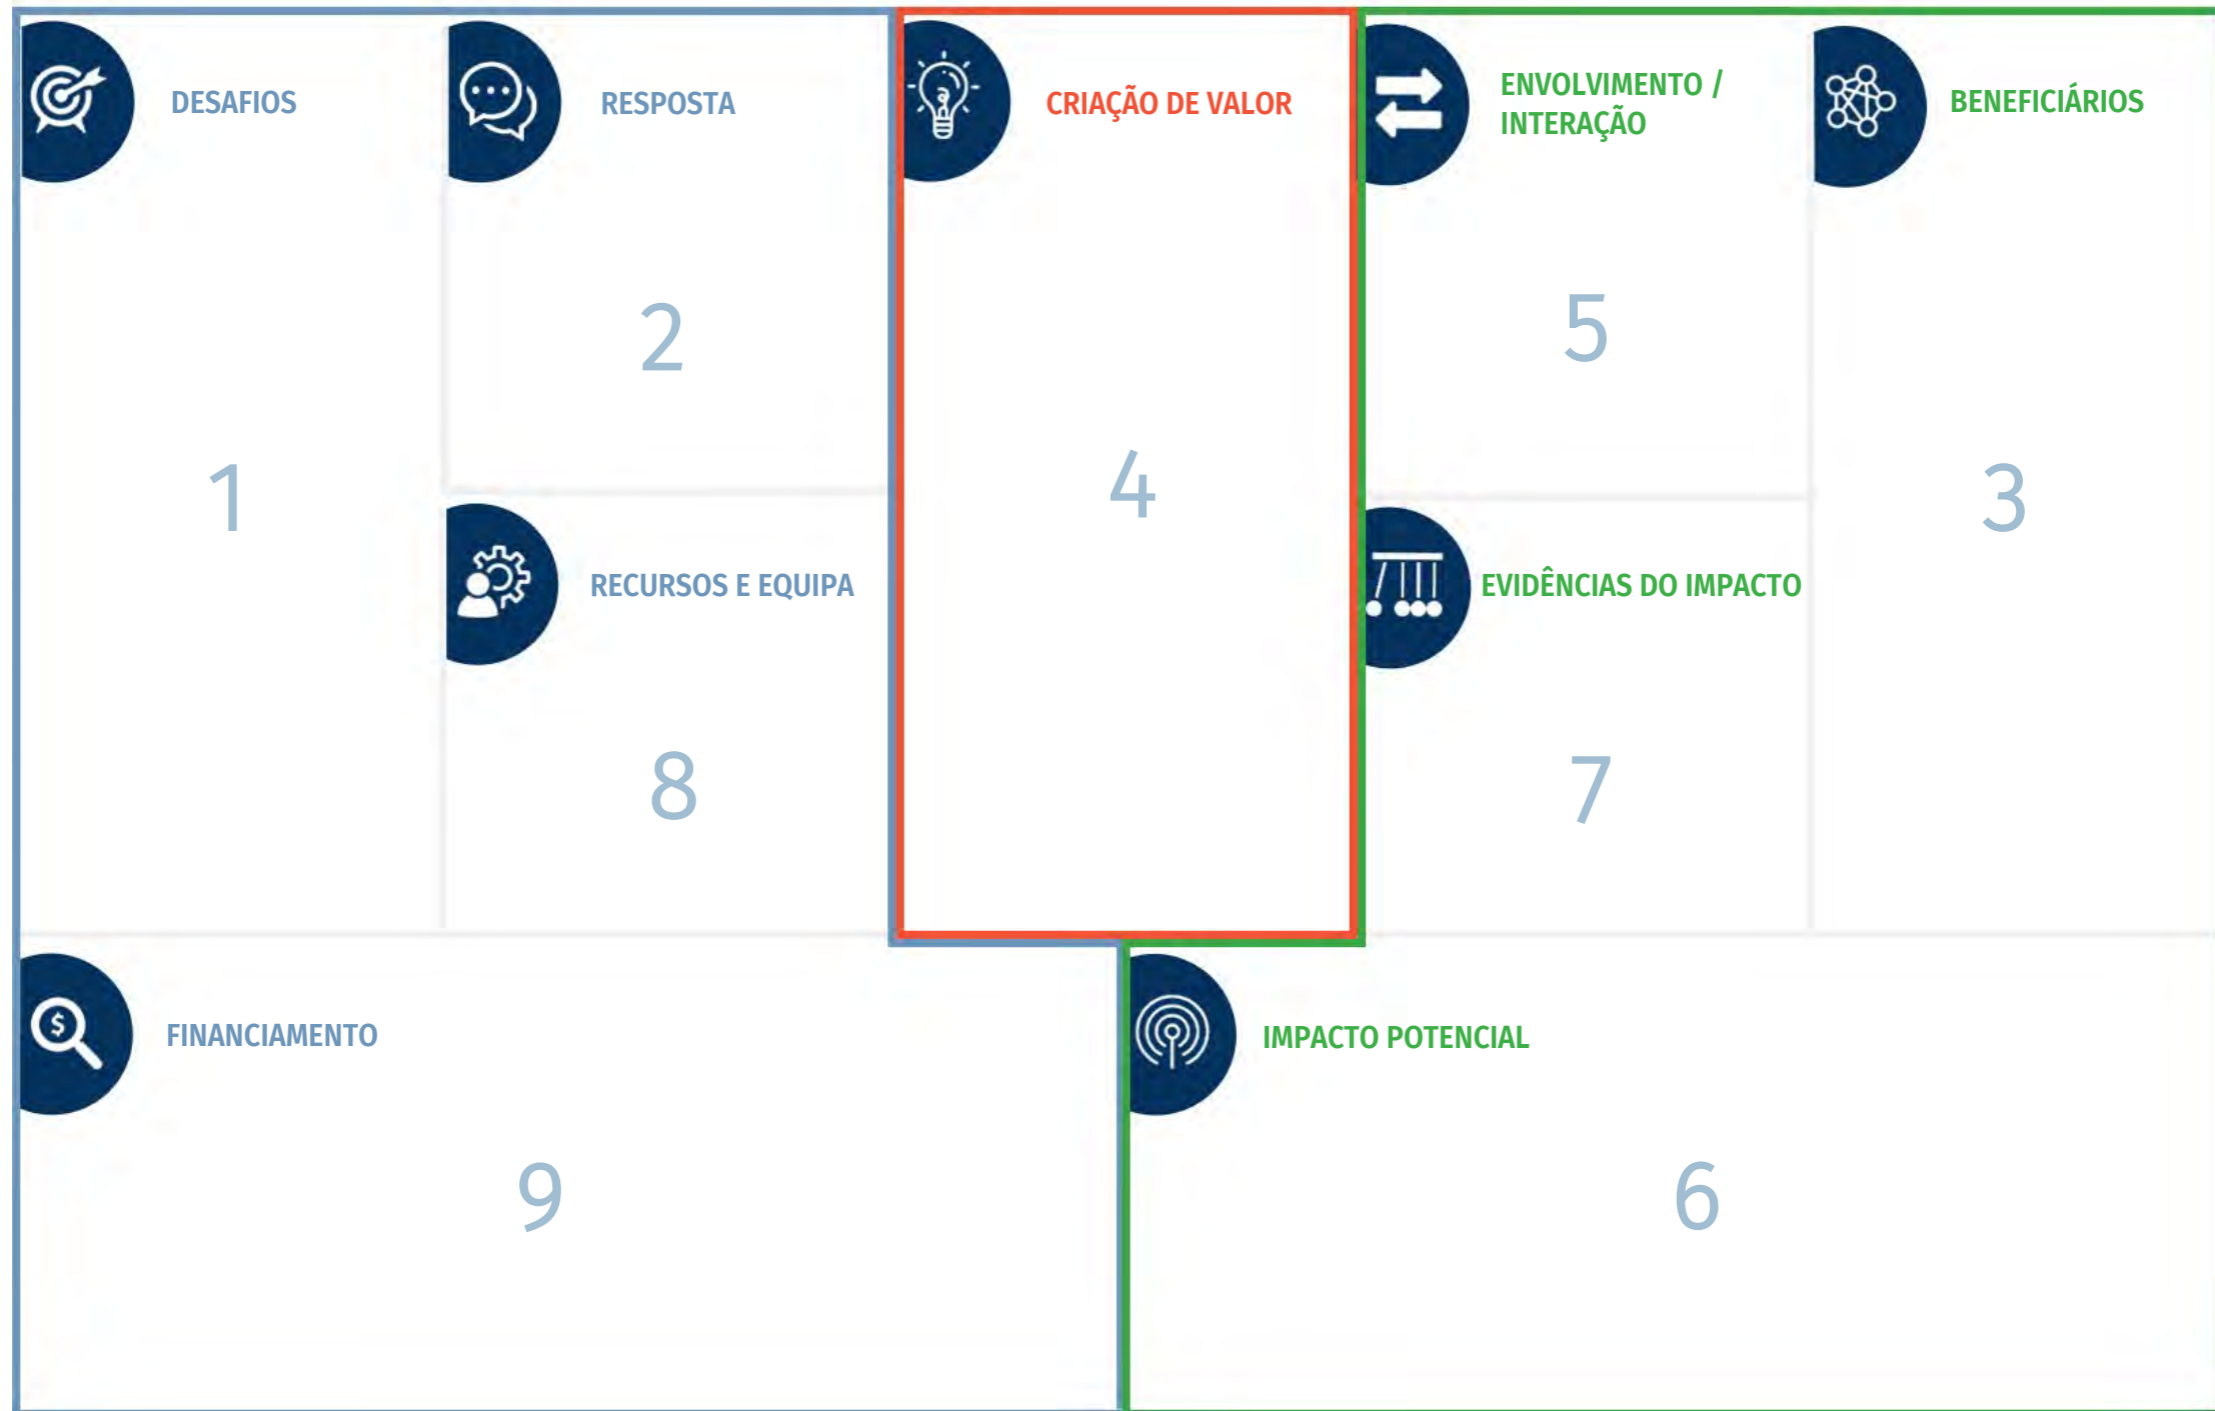 DESAFIOS
1
RESPOSTA
2
RECURSOS E EQUIPA
8
CRIAÇÃO DE VALOR
4
ENVOLVIMENTO /
INTERAÇÃO
5
EVIDÊNCIAS DO IMPACTO
7
BENEFICIÁRIOS
3
$
FINANCIAMENTO
9
IMPACTO POTENCIAL
6